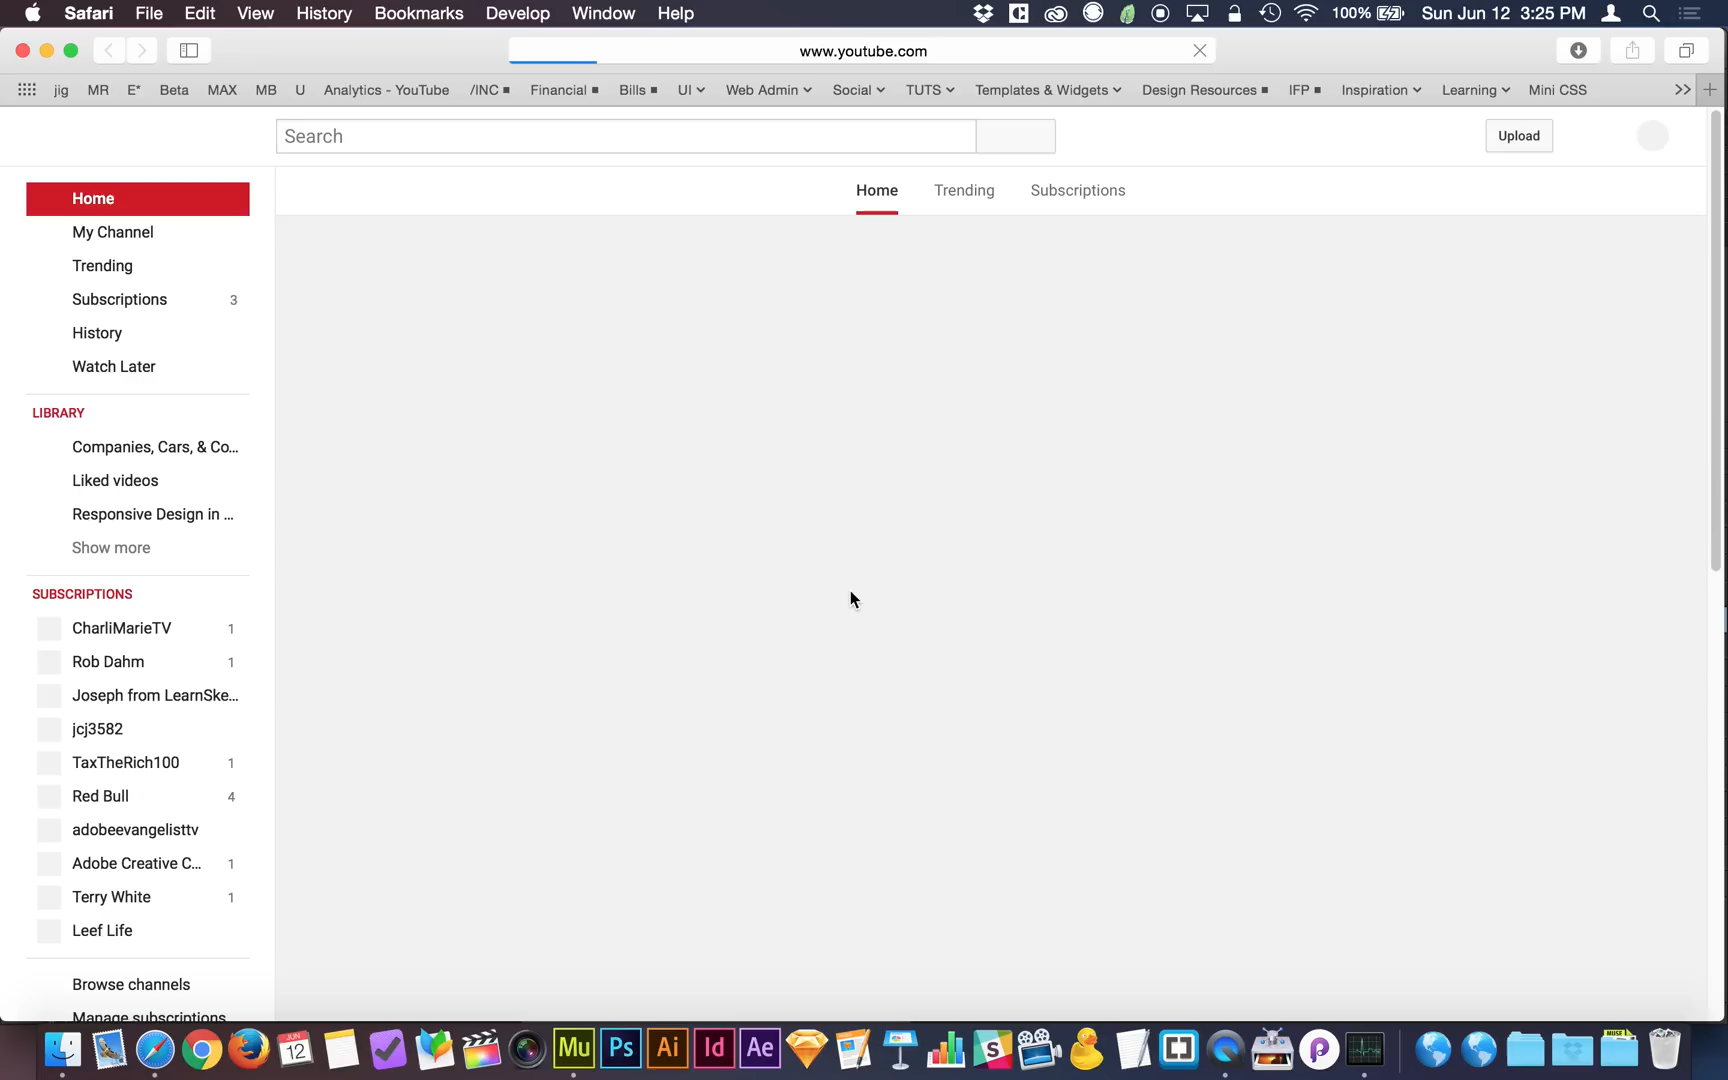 Safari File Edit View History Bookmarks Develop Window Help 100% Sun Jun 12 3:25 PM
www.youtube.com
jig MR E* Beta MAX MB U Analytics - YouTube /INC Financial Bills UI Web Admin Social TUTS Templates & Widgets Design Resources IFP Inspiration Learning Mini CSS
Search Upload
Home Trending Subscriptions
Home
My Channel
Trending
Subscriptions 3
History
Watch Later
LIBRARY
Companies, Cars, & Co...
Liked videos
Responsive Design in ...
Show more
SUBSCRIPTIONS
CharliMarieTV 1
Rob Dahm 1
Joseph from LearnSke...
jcj3582
TaxTheRich100 1
Red Bull 4
adobeevangelisttv
Adobe Creative C... 1
Terry White 1
Leef Life
Browse channels
Manage subscriptions
JUN
12
Mu Ps Ai Id Ae S
MUSE